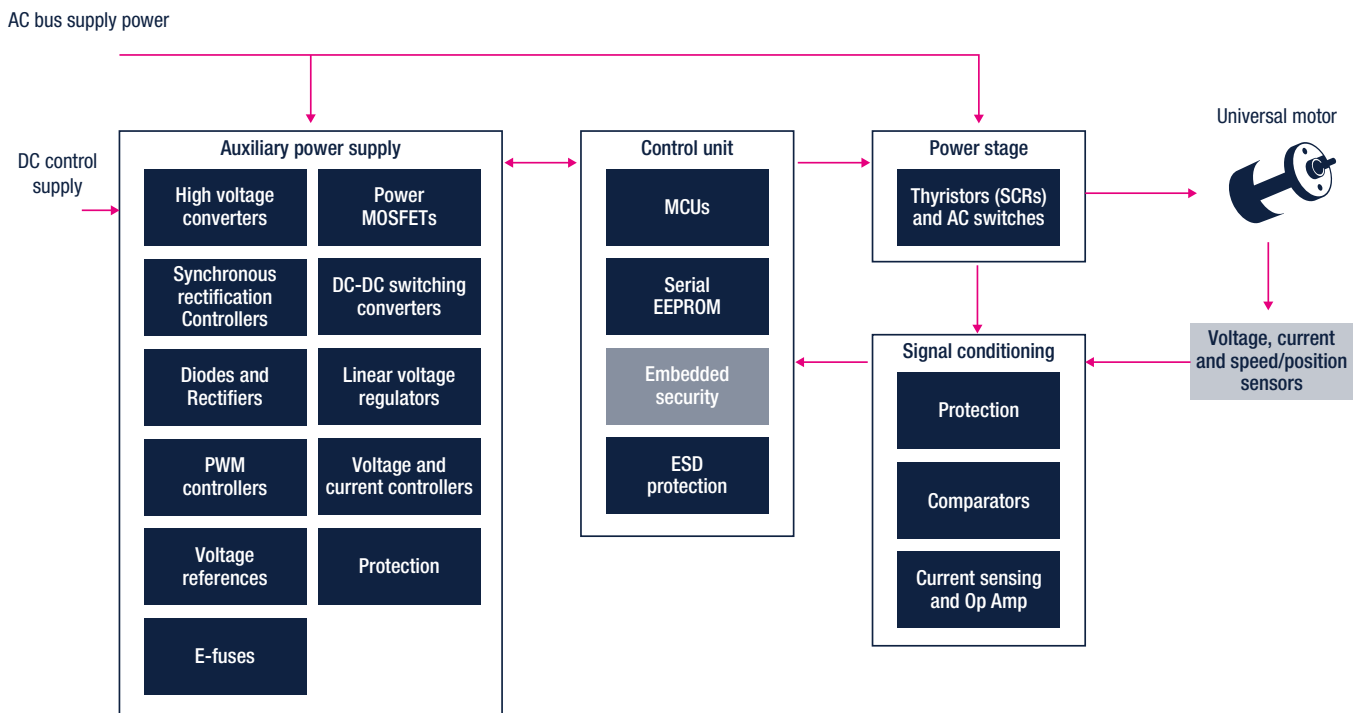 AC bus supply power
Universal motor
DC control
supply
Auxiliary power supply
High voltage
converters
Power
MOSFETs
Synchronous
rectification
Controllers
DC-DC switching
converters
Diodes and
Rectifiers
Linear voltage
regulators
PWM
controllers
Voltage and
current controllers
Voltage
references
Protection
E-fuses
Control unit
MCUs
Serial
EEPROM
Embedded
security
ESD
protection
Power stage
Thyristors (SCRs)
and AC switches
Signal conditioning
Protection
Comparators
Current sensing
and Op Amp
Voltage, current
and speed/position
sensors